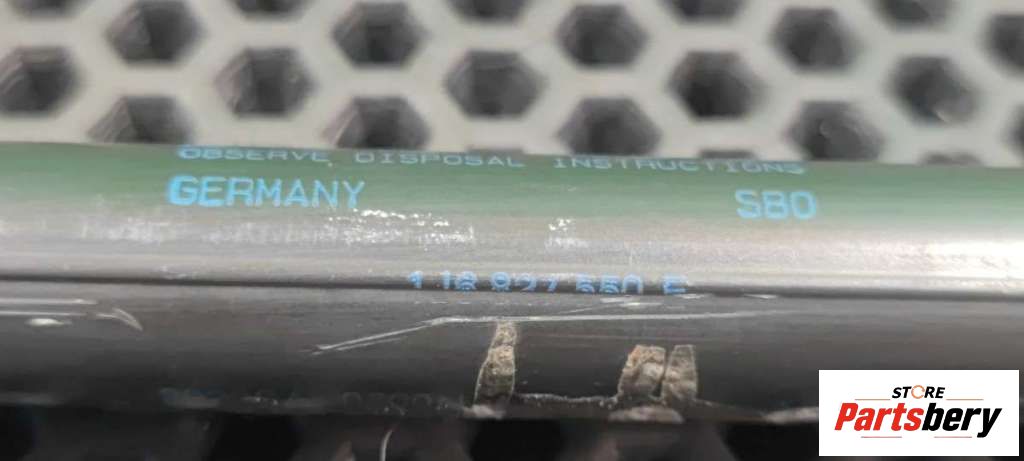 OBSERVE DISPOSAL INSTRUCTIONS
GERMANY SBO
STORE
Partsbery